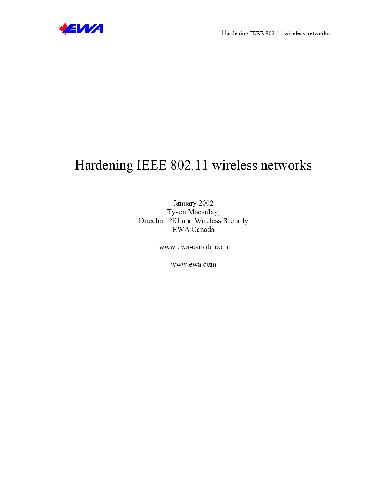 EWA
Hardening IEEE 802.11 wireless networks
Hardening IEEE 802.11 wireless networks
January 2002
Tyson Macaulay
Director PKI and Wireless Security
EWA Canada
www.ewa-canada.com
www.ewa.com